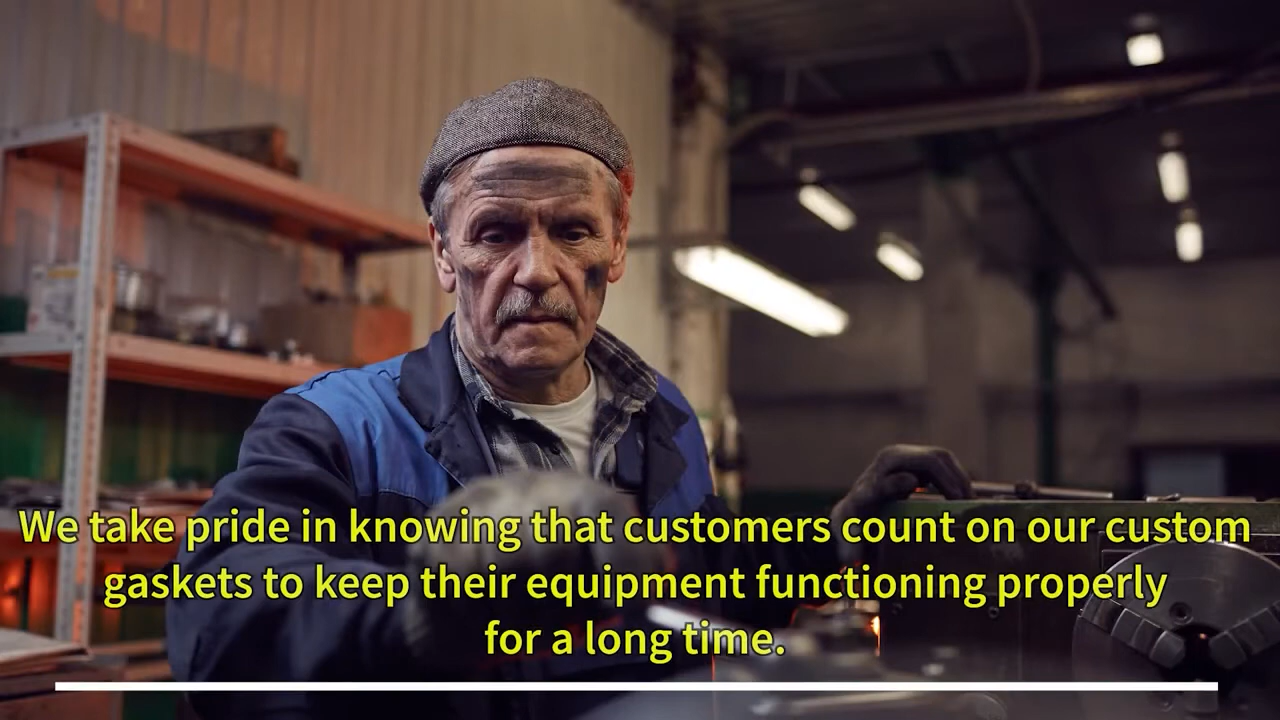 We take pride in knowing that customers count on our custom
gaskets to keep their equipment functioning properly
for a long time.